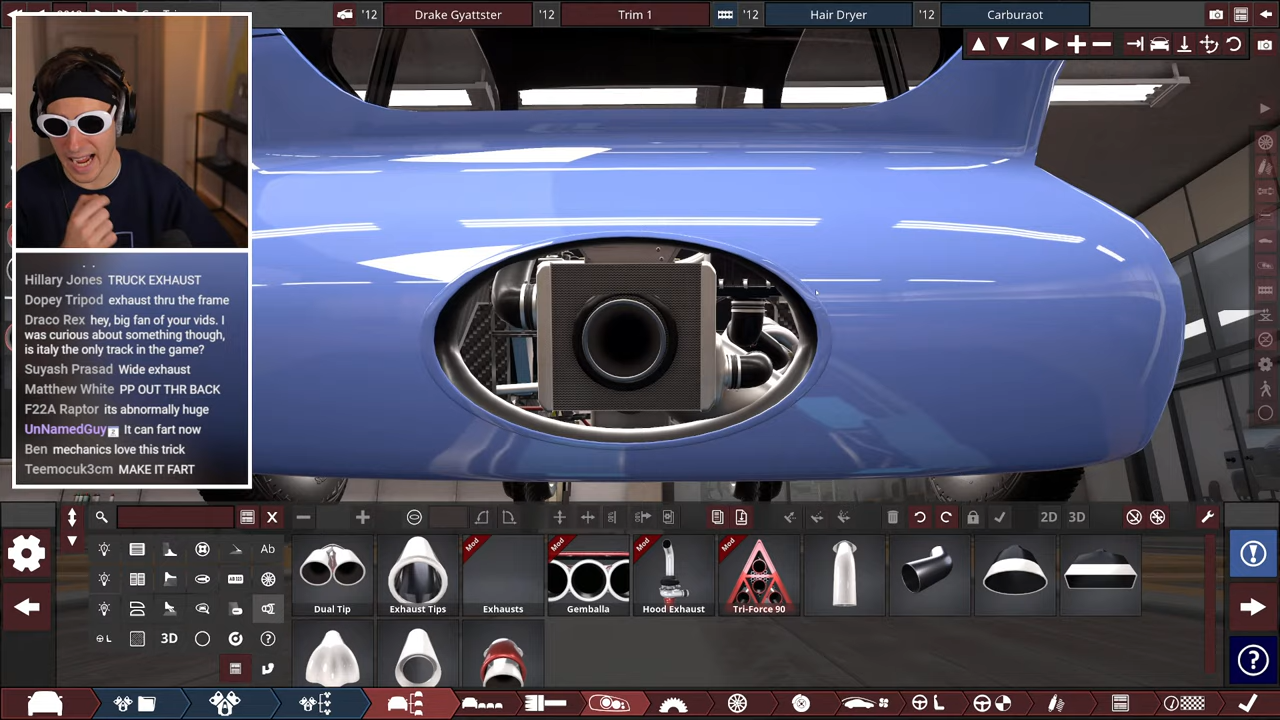 '12
Drake Gyattster
'12
Trim 1
'12
Hair Dryer
'12
Carburaot
Hillary Jones TRUCK EXHAUST
Dopey Tripod exhaust thru the frame
Draco Rex hey, big fan of your vids. I
was curious about something though,
is italy the only track in the game?
Suyash Prasad Wide exhaust
Matthew White PP OUT THR BACK
F22A Raptor its abnormally huge
UnNamedGuy It can fart now
Ben mechanics love this trick
Teemocuk3cm MAKE IT FART
2D
3D
Ab
3D
L
Dual Tip
Exhaust Tips
Mod
Exhausts
Mod
Gemballa
Mod
Hood Exhaust
Mod
Tri-Force 90